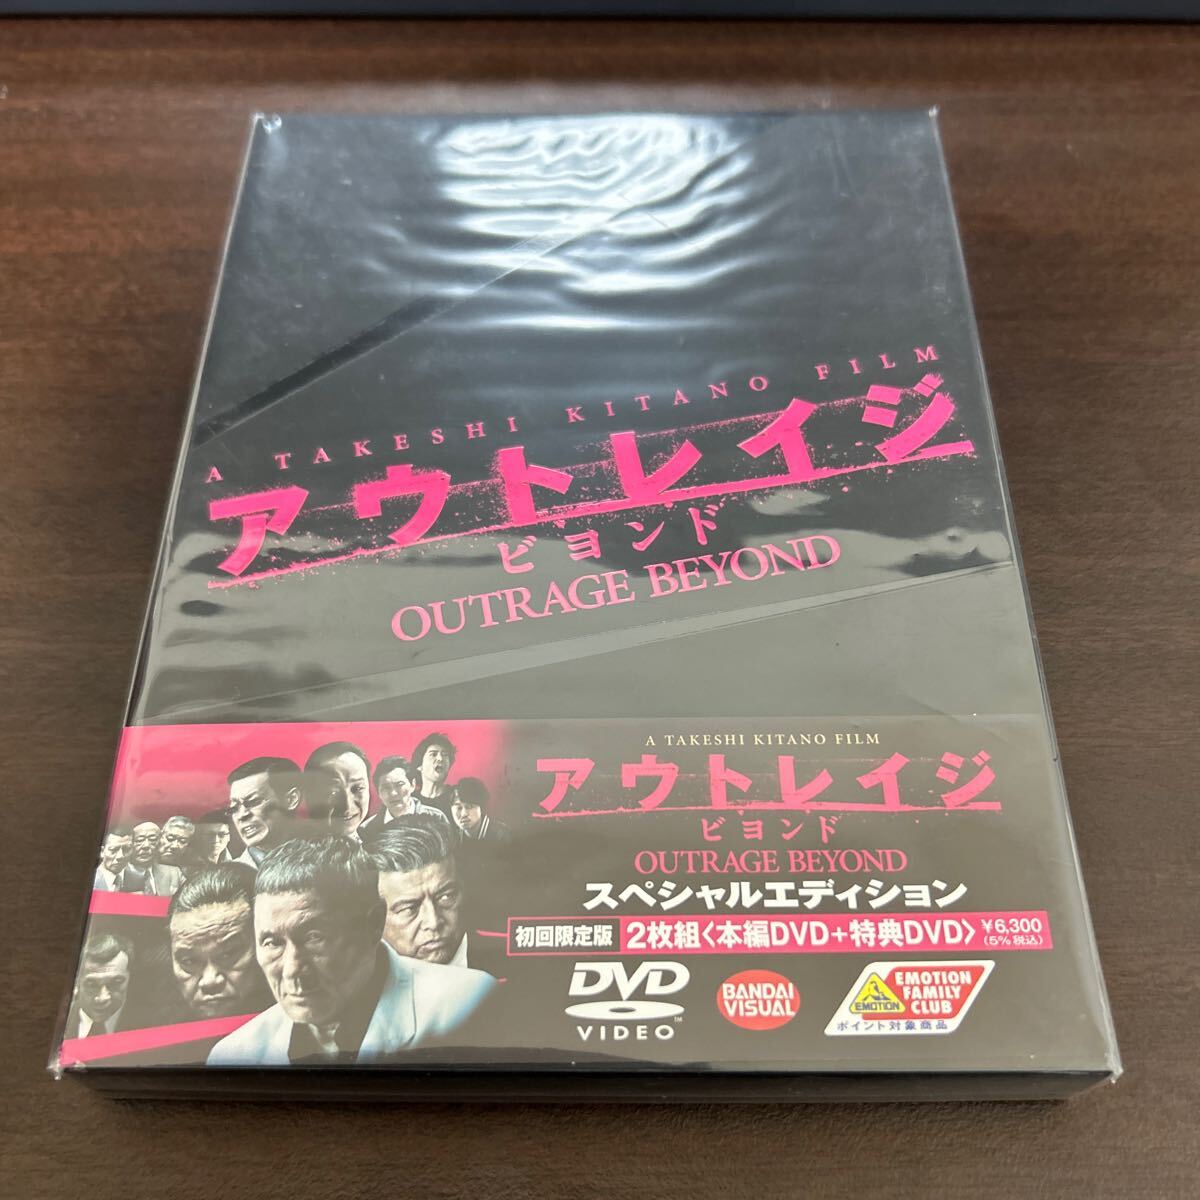 A TAKESHI KITANO FILM
アウトレイジ
ビヨンド
OUTRAGE BEYOND
A TAKESHI KITANO FILM
アウトレイジ
ビヨンド
OUTRAGE BEYOND
スペシャルエディション
初回限定版 2枚組<本編DVD+特典DVD> ¥6,300
(5%税込)
DVD
VIDEO™
BANDAI
VISUAL
EMOTION
EMOTION
FAMILY
CLUB
ポイント対象商品